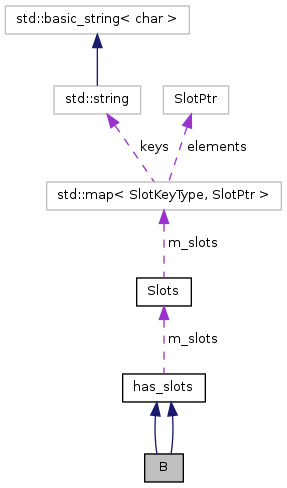 std::basic_string< char >
std::string
SlotPtr
keys
elements
std::map< SlotKeyType, SlotPtr >
m_slots
Slots
m_slots
has_slots
B